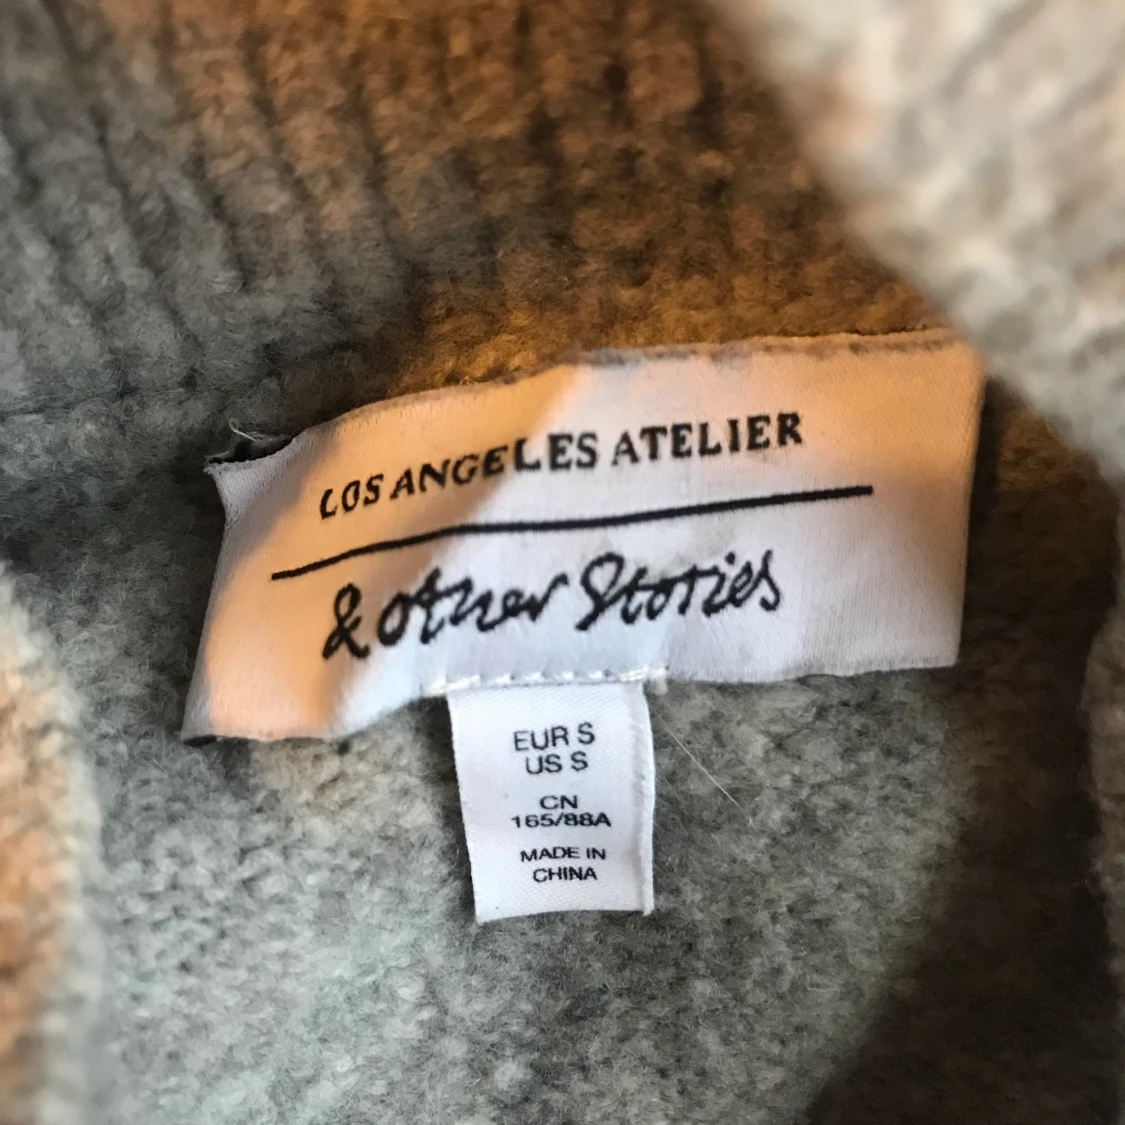 LOS ANGELES ATELIER
& other Stories
EUR S
US S
CN
165/88A
MADE IN
CHINA